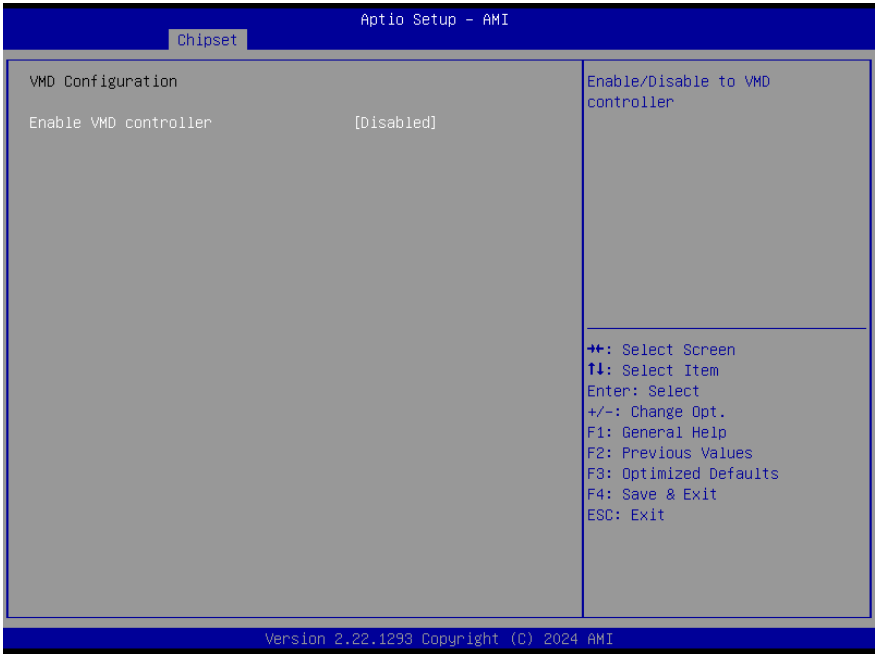 Aptio Setup – AMI
Chipset
VMD Configuration
Enable VMD controller [Disabled]
Enable/Disable to VMD
controller
→←: Select Screen
↑↓: Select Item
Enter: Select
+/-: Change Opt.
F1: General Help
F2: Previous Values
F3: Optimized Defaults
F4: Save & Exit
ESC: Exit
Version 2.22.1293 Copyright (C) 2024 AMI